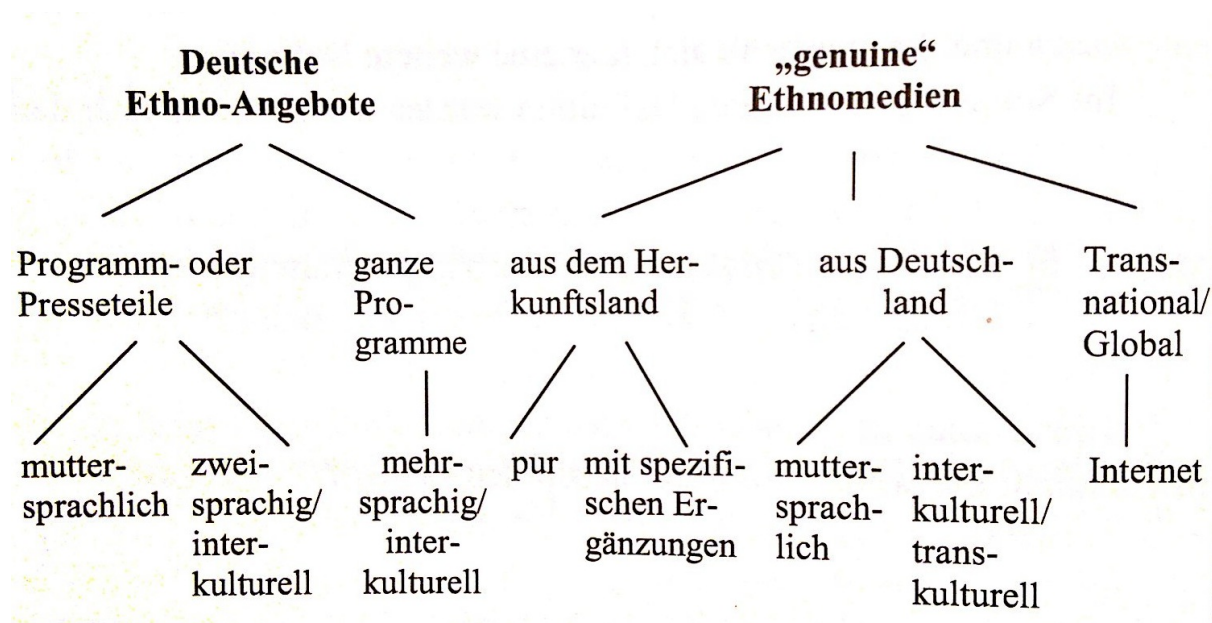 Deutsche
Ethno-Angebote
„genuine“
Ethnomedien
Programm- oder
Presseteile
ganze
Pro-
gramme
aus dem Her-
kunftsland
aus Deutsch-
land
Trans-
national/
Global
mutter-
sprachlich
zwei-
sprachig/
inter-
kulturell
mehr-
sprachig/
inter-
kulturell
pur
mit spezifi-
schen Er-
gänzungen
mutter-
sprach-
lich
inter-
kulturell/
trans-
kulturell
Internet